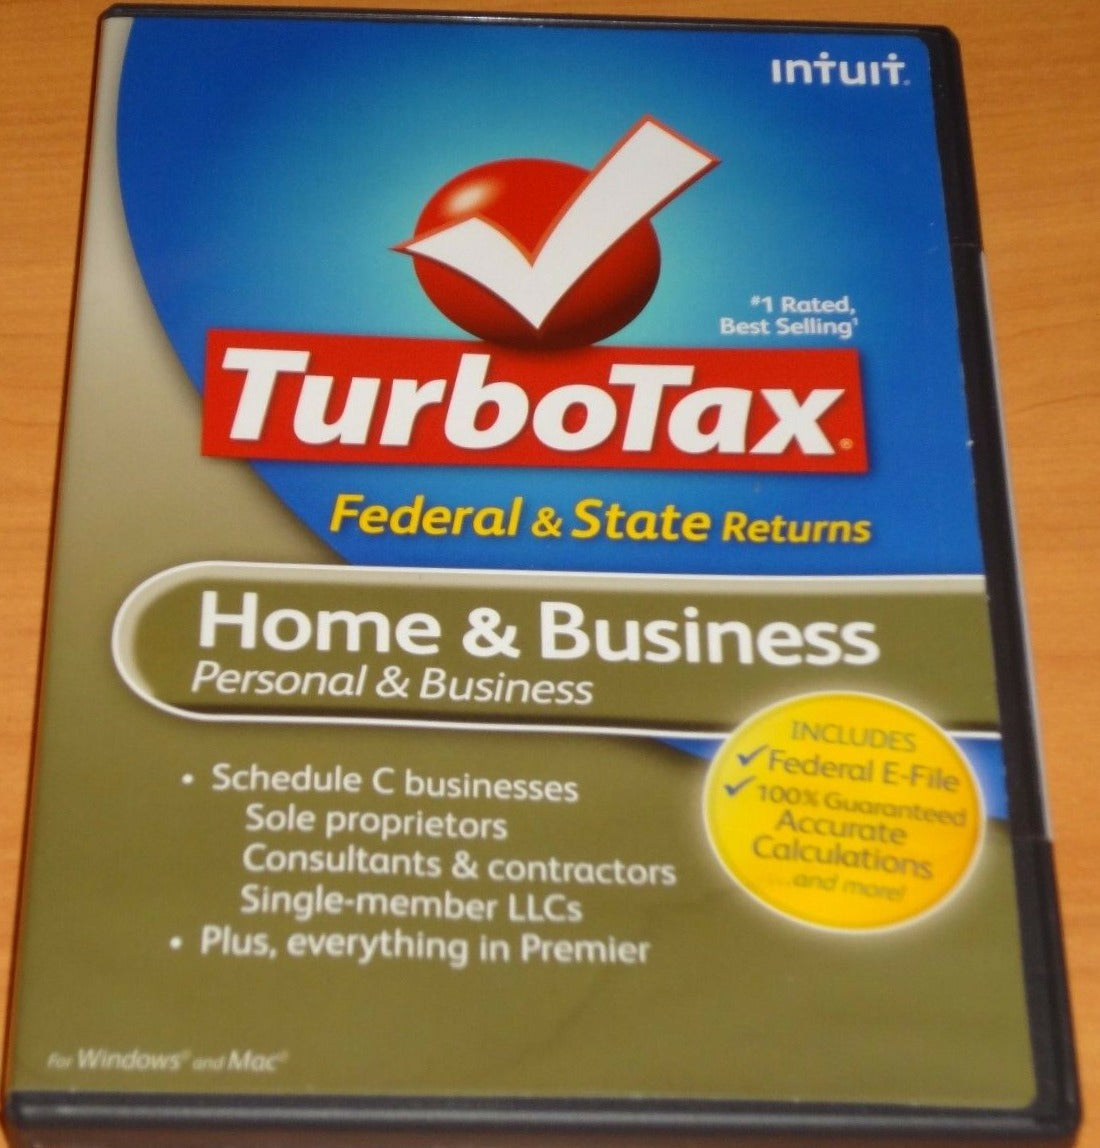 intuit.
#1 Rated,
Best Selling¹
TurboTax®
Federal & State Returns
Home & Business
Personal & Business
INCLUDES
✓ Federal E-File
✓ 100% Guaranteed
Accurate
Calculations
...and more!
• Schedule C businesses
Sole proprietors
Consultants & contractors
Single-member LLCs
• Plus, everything in Premier
For Windows® and Mac®